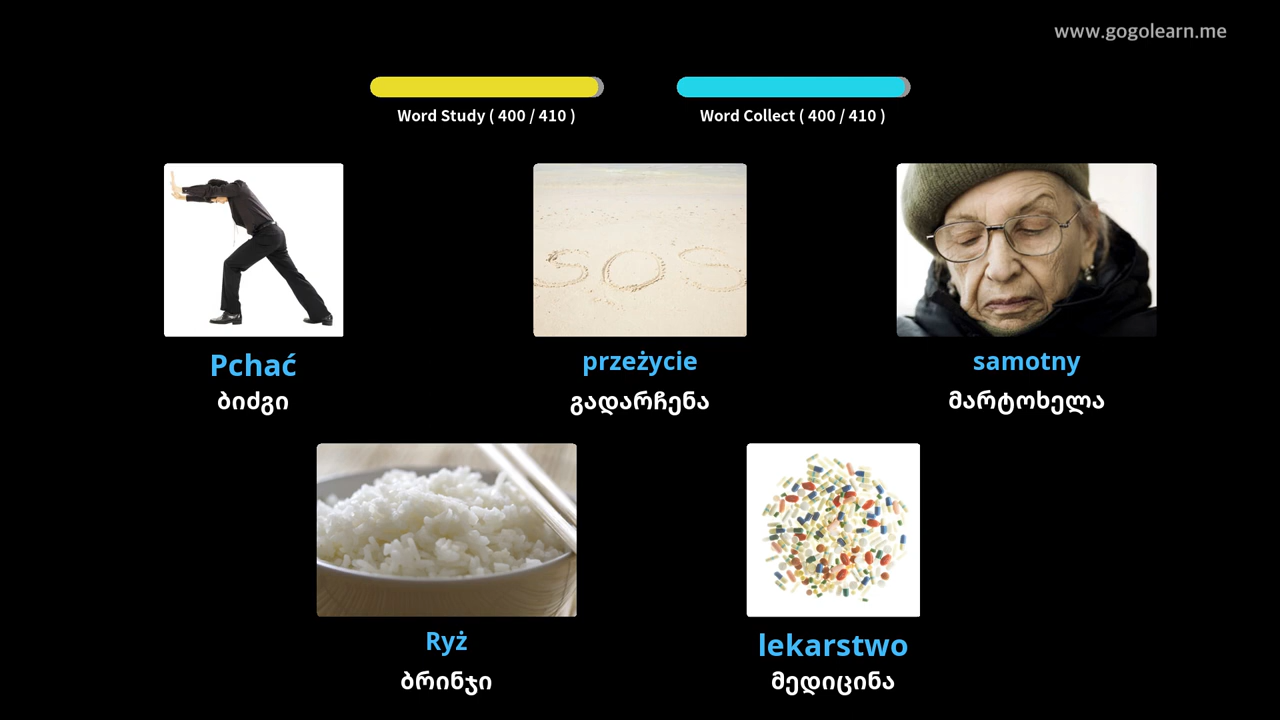 www.gogolearn.me
Word Study ( 400 / 410 )
Word Collect ( 400 / 410 )
SOS
Pchać
ბიძგი
przeżycie
გადარჩენა
samotny
მარტოხელა
Ryż
ბრინჯი
lekarstwo
მედიცინა